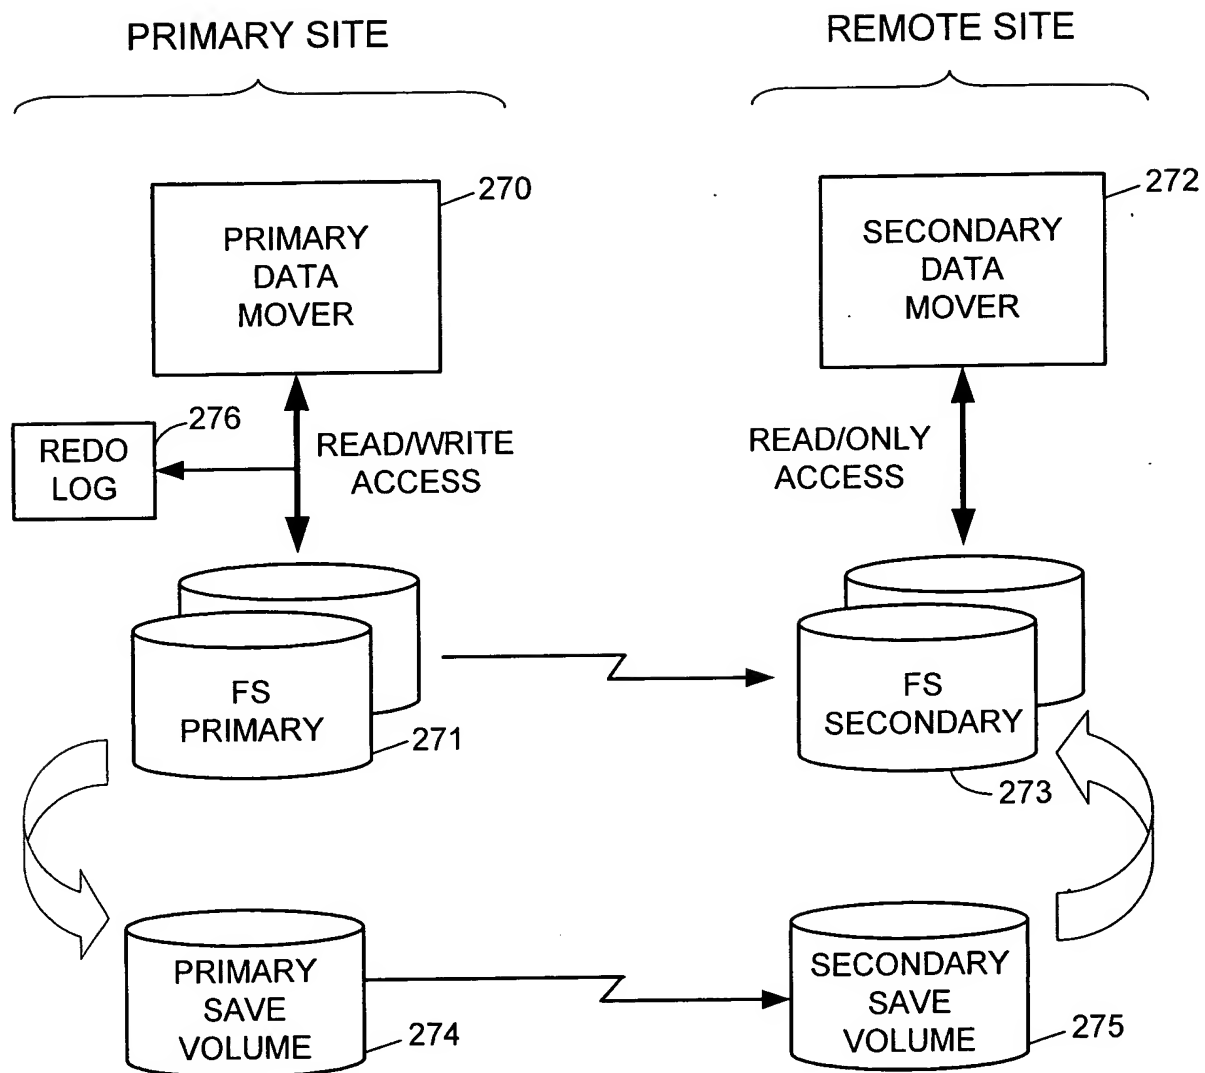 PRIMARY SITE
REMOTE SITE
270
PRIMARY
DATA
MOVER
272
SECONDARY
DATA
MOVER
276
REDO
LOG
READ/WRITE
ACCESS
READ/ONLY
ACCESS
FS
PRIMARY
271
FS
SECONDARY
273
PRIMARY
SAVE
VOLUME
274
SECONDARY
SAVE
VOLUME
275